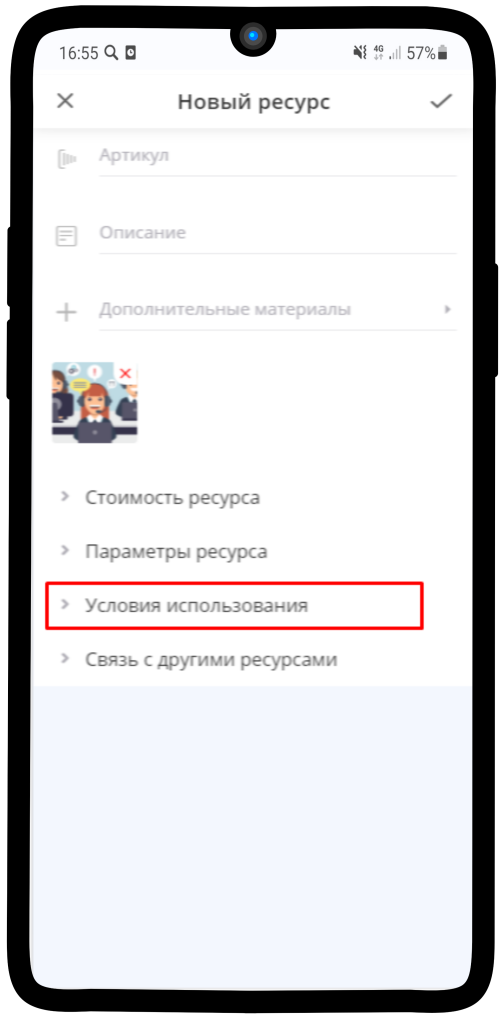 16:55
4G
57%
Новый ресурс
Артикул
Описание
Дополнительные материалы
Стоимость ресурса
Параметры ресурса
Условия использования
Связь с другими ресурсами